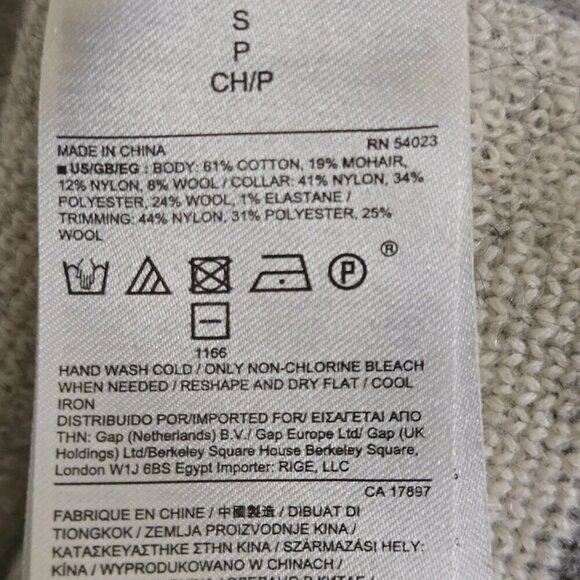 S
P
CH/P
MADE IN CHINA RN 54023
■US/GB/EG : BODY: 61% COTTON, 19% MOHAIR,
12% NYLON, 8% WOOL / COLLAR: 41% NYLON, 34%
POLYESTER, 24% WOOL, 1% ELASTANE /
TRIMMING: 44% NYLON, 31% POLYESTER, 25%
WOOL
P ®
1166
HAND WASH COLD / ONLY NON-CHLORINE BLEACH
WHEN NEEDED / RESHAPE AND DRY FLAT / COOL
IRON
DISTRIBUIDO POR/IMPORTED FOR/ ΕΙΣΑΓΕΤΑΙ ΑΠΟ
ΤΗΝ: Gap (Netherlands) B.V./ Gap Europe Ltd/ Gap (UK
Holdings) Ltd/Berkeley Square House Berkeley Square,
London W1J 6BS Egypt Importer: RIGE, LLC
CA 17897
FABRIQUE EN CHINE / 中國製造 / DIBUAT DI
TIONGKOK / ZEMLJA PROIZVODNJE KINA /
ΚΑΤΑΣΚΕΥΑΣΤΗΚΕ ΣΤΗΝ ΚΙΝΑ / SZÁRMAZÁSI HELY:
KÍNA / WYPRODUKOWANO W CHINACH /